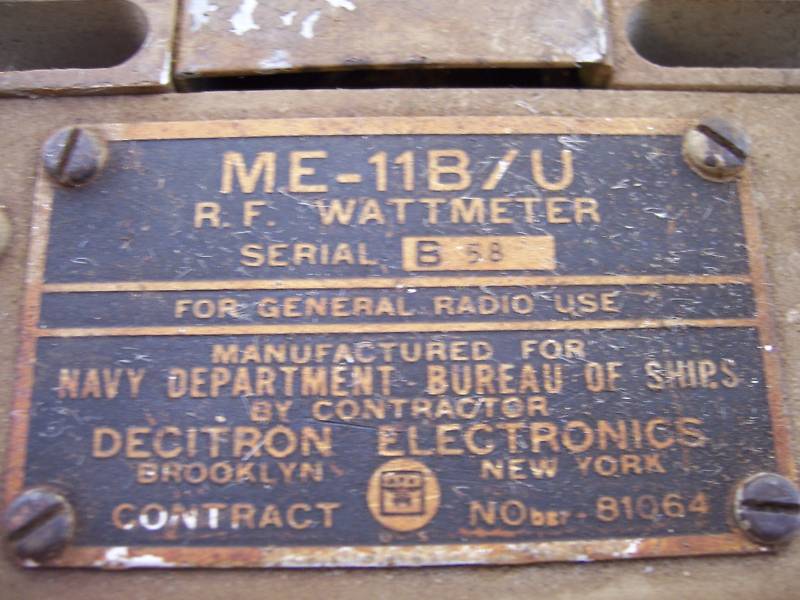 ME-11B/U
R.F. WATTMETER
SERIAL B 58
FOR GENERAL RADIO USE
MANUFACTURED FOR
NAVY DEPARTMENT - BUREAU OF SHIPS
BY CONTRACTOR
DECITRON ELECTRONICS
BROOKLYN NEW YORK
CONTRACT NObsr-81064
U S